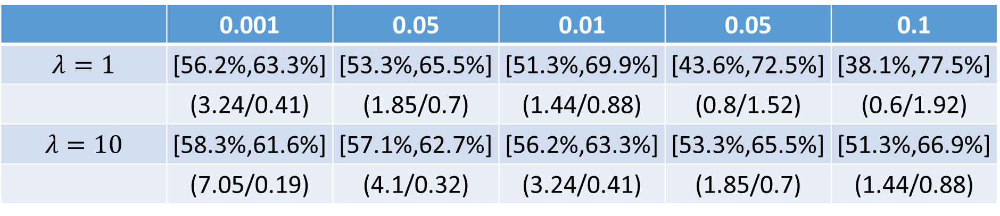 0.001 0.05 0.01 0.05 0.1
λ = 1 [56.2%,63.3%] [53.3%,65.5%] [51.3%,69.9%] [43.6%,72.5%] [38.1%,77.5%]
(3.24/0.41) (1.85/0.7) (1.44/0.88) (0.8/1.52) (0.6/1.92)
λ = 10 [58.3%,61.6%] [57.1%,62.7%] [56.2%,63.3%] [53.3%,65.5%] [51.3%,66.9%]
(7.05/0.19) (4.1/0.32) (3.24/0.41) (1.85/0.7) (1.44/0.88)